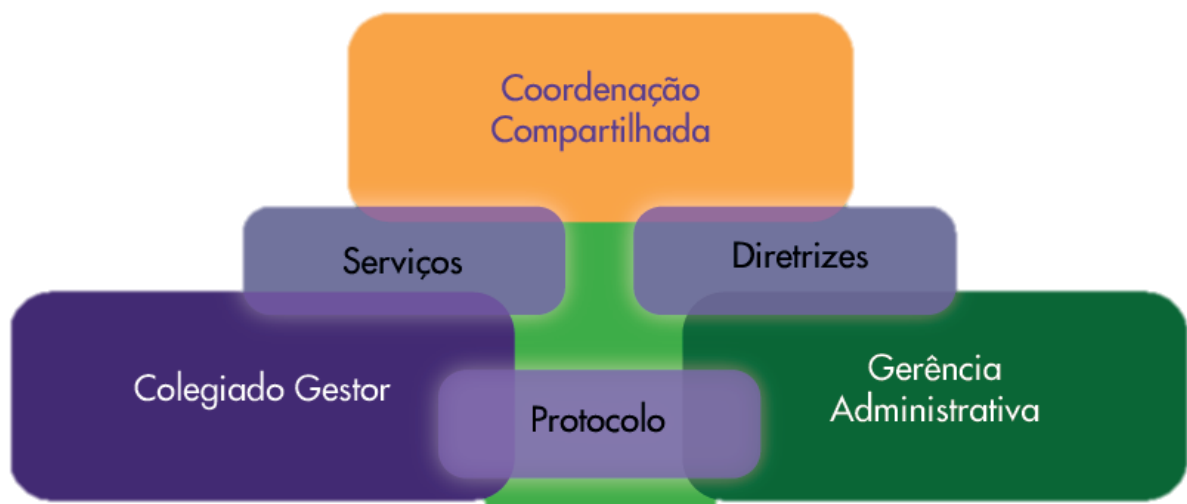 Coordenação
Compartilhada
Serviços
Diretrizes
Colegiado Gestor
Gerência
Administrativa
Protocolo